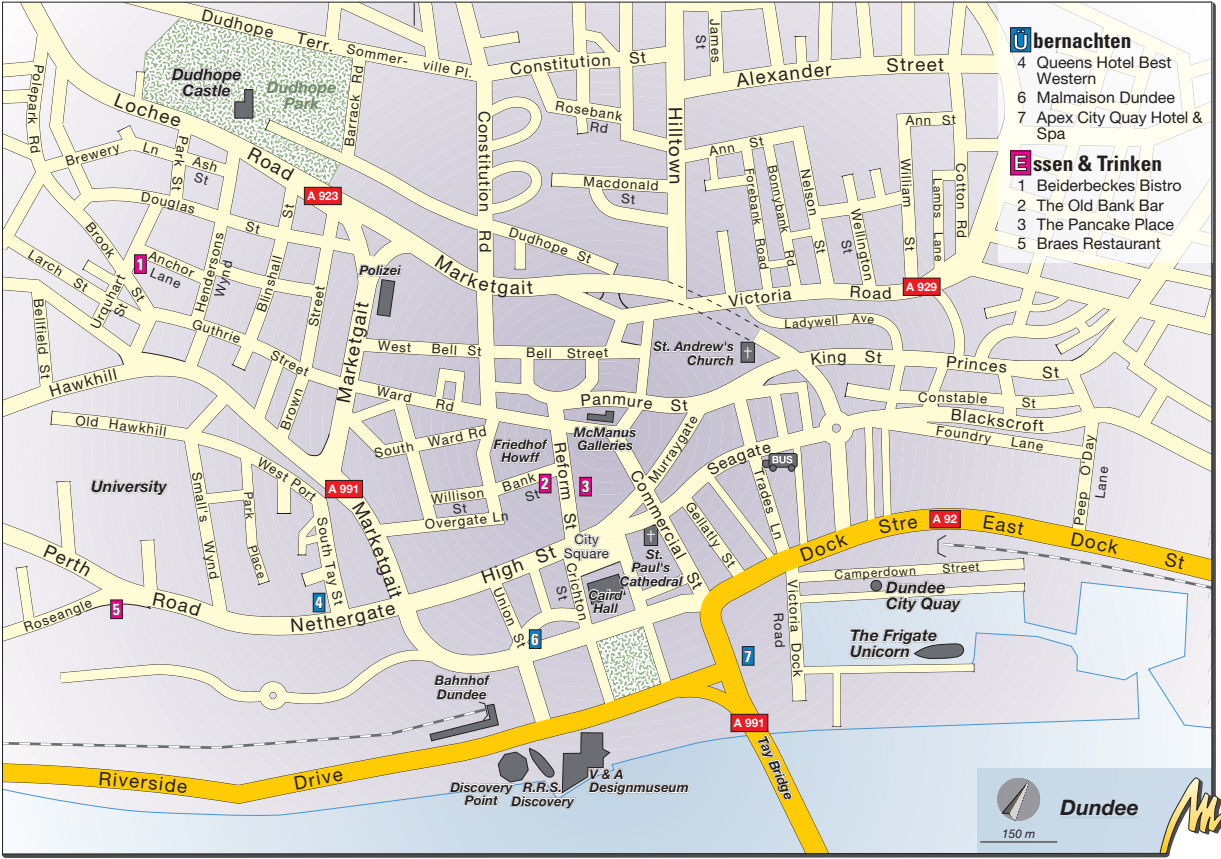 Dudhope Terr.
Sommer- ville Pl.
Constitution St
James St
Alexander Street
Polepark Rd
Dudhope Castle
Dudhope Park
Barrack Rd
Lochee Road
Rosebank Rd
Constitution Rd
Hilltown
Ann St
Ann St
Brewery Ln
Park St
Ash St
A 923
Macdonald St
Forebank Road
Bonnybank Rd
Nelson St
Wellington St
William St
Lambs Lane
Cotton Rd
Douglas St
Dudhope St
Brook St
Larch St
1
Anchor Lane
Hendersons Wynd
Blinshall St
Urquhart St
Polizei
Marketgait
Victoria Road
A 929
Ladywell Ave
Bellfield St
Guthrie Street
Brown Street
Marketgait
West Bell St
Bell Street
St. Andrew's
Church
King St
Princes St
Hawkhill
Ward Rd
Panmure St
Constable St
Blackscroft
Foundry Lane
Old Hawkhill
South Ward Rd
Friedhof
Howff
McManus
Galleries
Murraygate
Seagate
BUS
Peep O'Day Lane
University
West Port
A 991
Willison St
Bank St
2
3
Reform St
Commercial St
Trades Ln
Small's Wynd
Park Place
South Tay St
Marketgait
Overgate Ln
Gellatly St
A 92
Dock Stre
East Dock St
High St
City
Square
St.
Paul's
Cathedral
Perth Road
Caird
Hall
Crichton St
Union St
Camperdown Street
Dundee
City Quay
Victoria Dock Road
Roseangle
5
4
Nethergate
6
7
The Frigate
Unicorn
Bahnhof
Dundee
A 991
Tay Bridge
Riverside Drive
Discovery
Point
R.R.S.
Discovery
V & A
Designmuseum
Übernachten
4 Queens Hotel Best
Western
6 Malmaison Dundee
7 Apex City Quay Hotel &
Spa
Essen & Trinken
1 Beiderbeckes Bistro
2 The Old Bank Bar
3 The Pancake Place
5 Braes Restaurant
150 m
Dundee